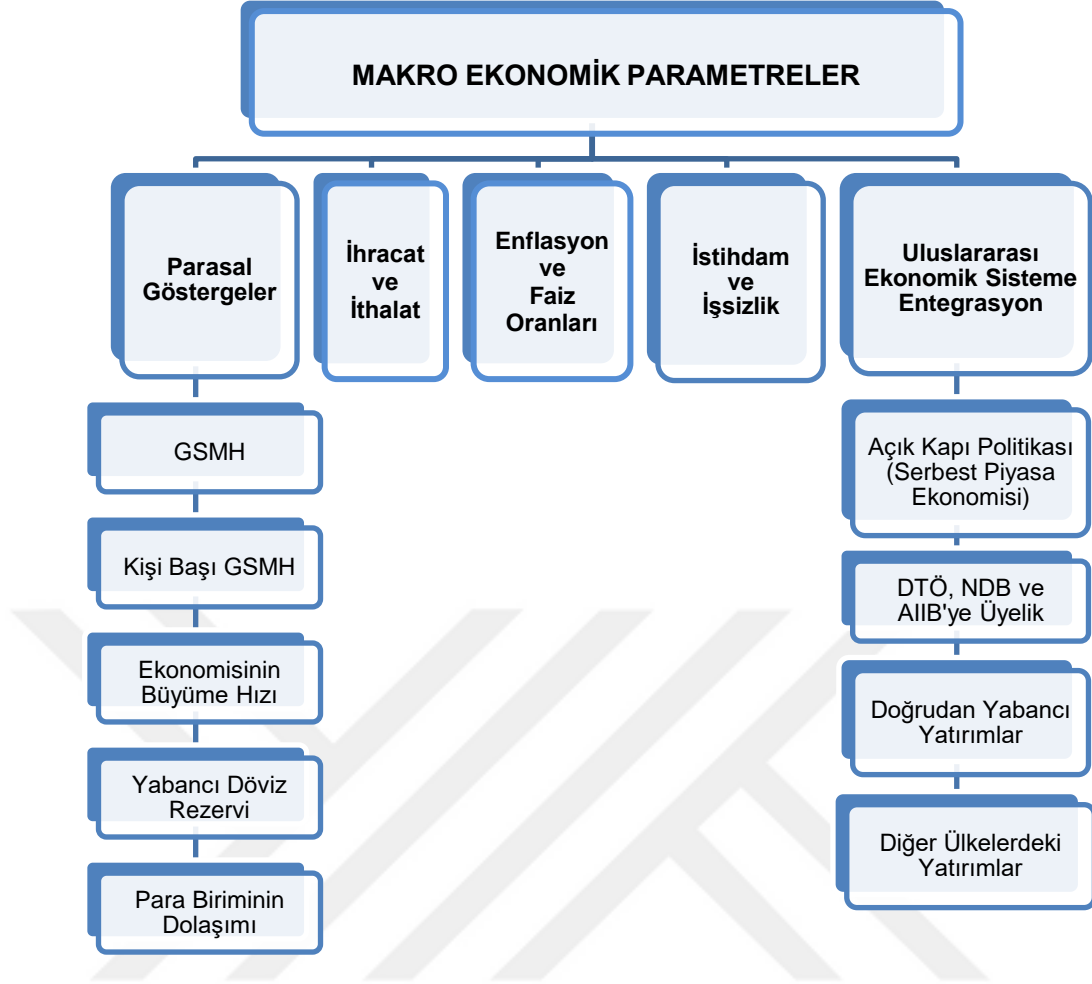 MAKRO EKONOMİK PARAMETRELER
Parasal
Göstergeler
İhracat
ve
İthalat
Enflasyon
ve
Faiz
Oranları
İstihdam
ve
İşsizlik
Uluslararası
Ekonomik Sisteme
Entegrasyon
GSMH
Kişi Başı GSMH
Ekonomisinin
Büyüme Hızı
Yabancı Döviz
Rezervi
Para Biriminin
Dolaşımı
Açık Kapı Politikası
(Serbest Piyasa
Ekonomisi)
DTÖ, NDB ve
AIIB'ye Üyelik
Doğrudan Yabancı
Yatırımlar
Diğer Ülkelerdeki
Yatırımlar